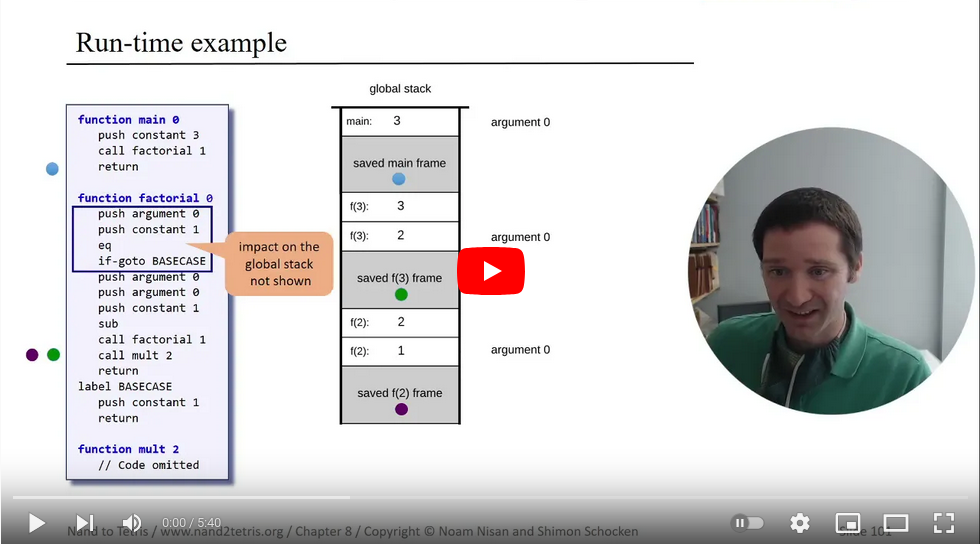 Run-time example
global stack
function main 0
push constant 3
call factorial 1
return
function factorial 0
push argument 0
push constant 1
eq
if-goto BASECASE
push argument 0
push argument 0
push constant 1
sub
call factorial 1
call mult 2
return
label BASECASE
push constant 1
return
function mult 2
// Code omitted
impact on the
global stack
not shown
main: 3
argument 0
saved main frame
f(3): 3
f(3): 2
argument 0
saved f(3) frame
f(2): 2
f(2): 1
argument 0
saved f(2) frame
0:00 / 5:40
Nand to Tetris / www.nand2tetris.org / Chapter 8 / Copyright © Noam Nisan and Shimon Schocken
Slide 101